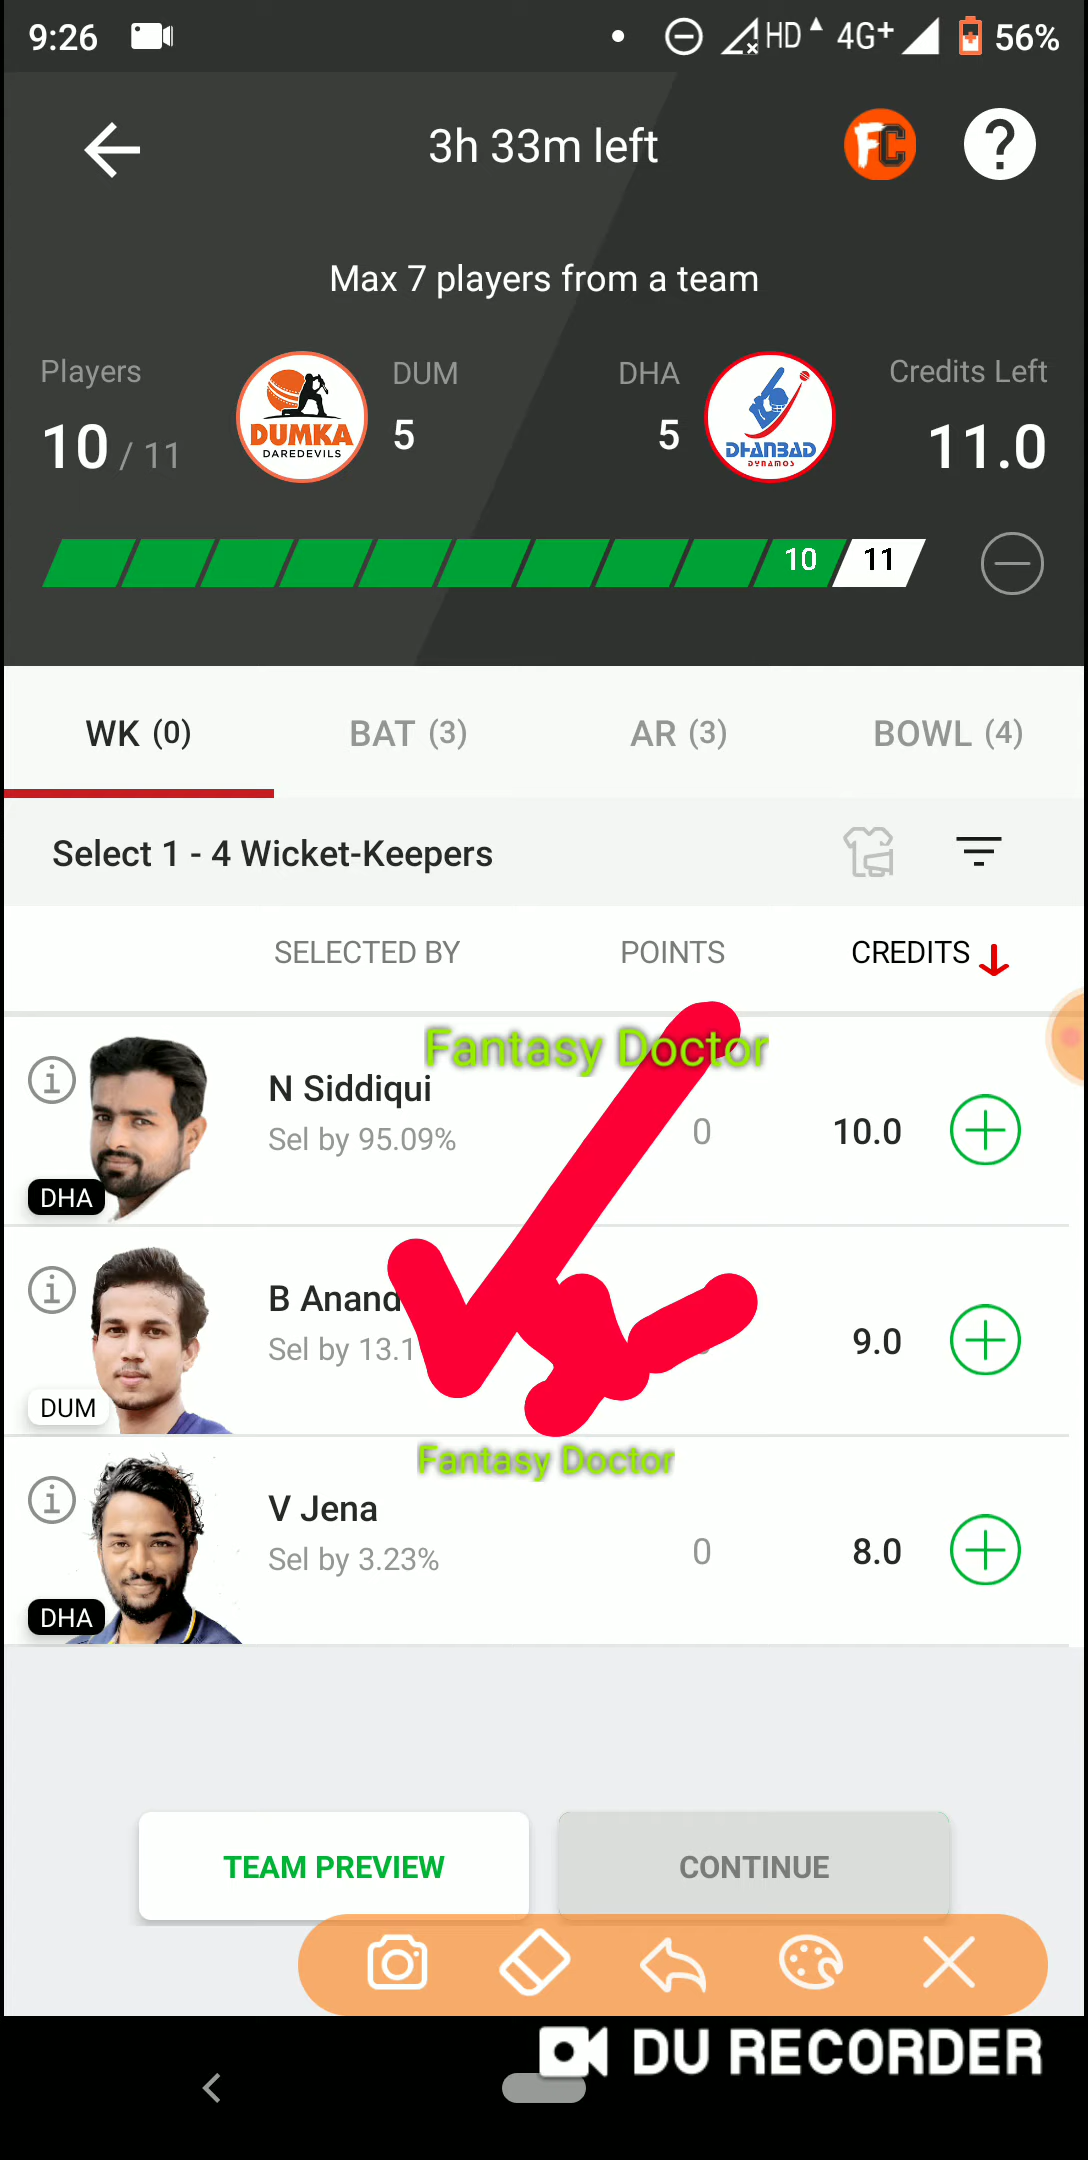 9:26 HD 4G+ 56%
3h 33m left FC ?
Max 7 players from a team
Players DUM DHA Credits Left
10 / 11 DUMKA DAREDEVILS 5 5 DHANBAD DYNAMOS 11.0
10 11
WK (0) BAT (3) AR (3) BOWL (4)
Select 1 - 4 Wicket-Keepers
SELECTED BY POINTS CREDITS
Fantasy Doctor
N Siddiqui
Sel by 95.09% 0 10.0
DHA
B Anand
Sel by 13.1 9.0
DUM
Fantasy Doctor
V Jena
Sel by 3.23% 0 8.0
DHA
TEAM PREVIEW CONTINUE
DU RECORDER